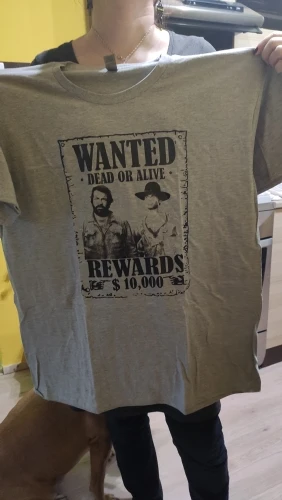 WANTED
• DEAD OR ALIVE •
REWARDS
$ 10,000